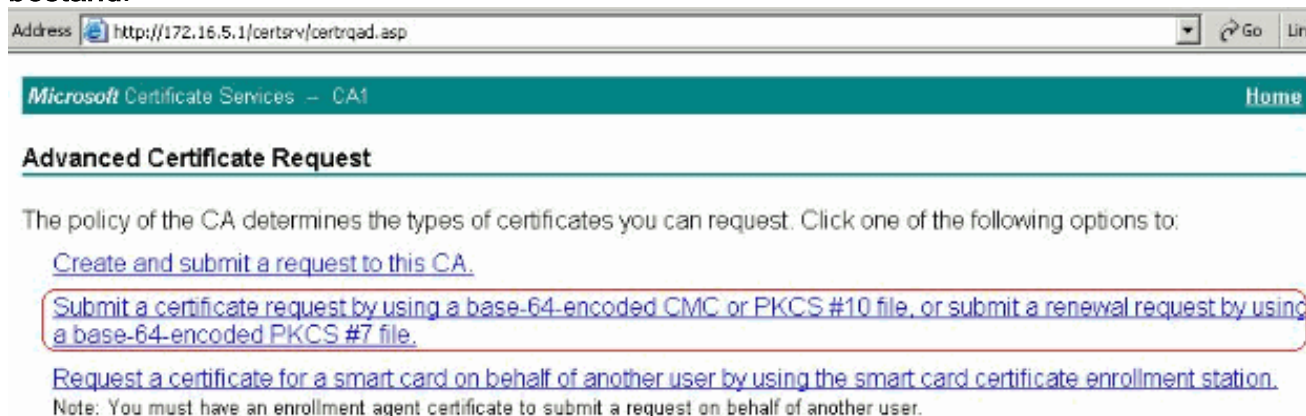 bestand.
Address http://172.16.5.1/certsrv/certrqad.asp Go
Microsoft Certificate Services -- CA1 Home
Advanced Certificate Request
The policy of the CA determines the types of certificates you can request. Click one of the following options to:
Create and submit a request to this CA.
Submit a certificate request by using a base-64-encoded CMC or PKCS #10 file, or submit a renewal request by using
a base-64-encoded PKCS #7 file.
Request a certificate for a smart card on behalf of another user by using the smart card certificate enrollment station.
Note: You must have an enrollment agent certificate to submit a request on behalf of another user.